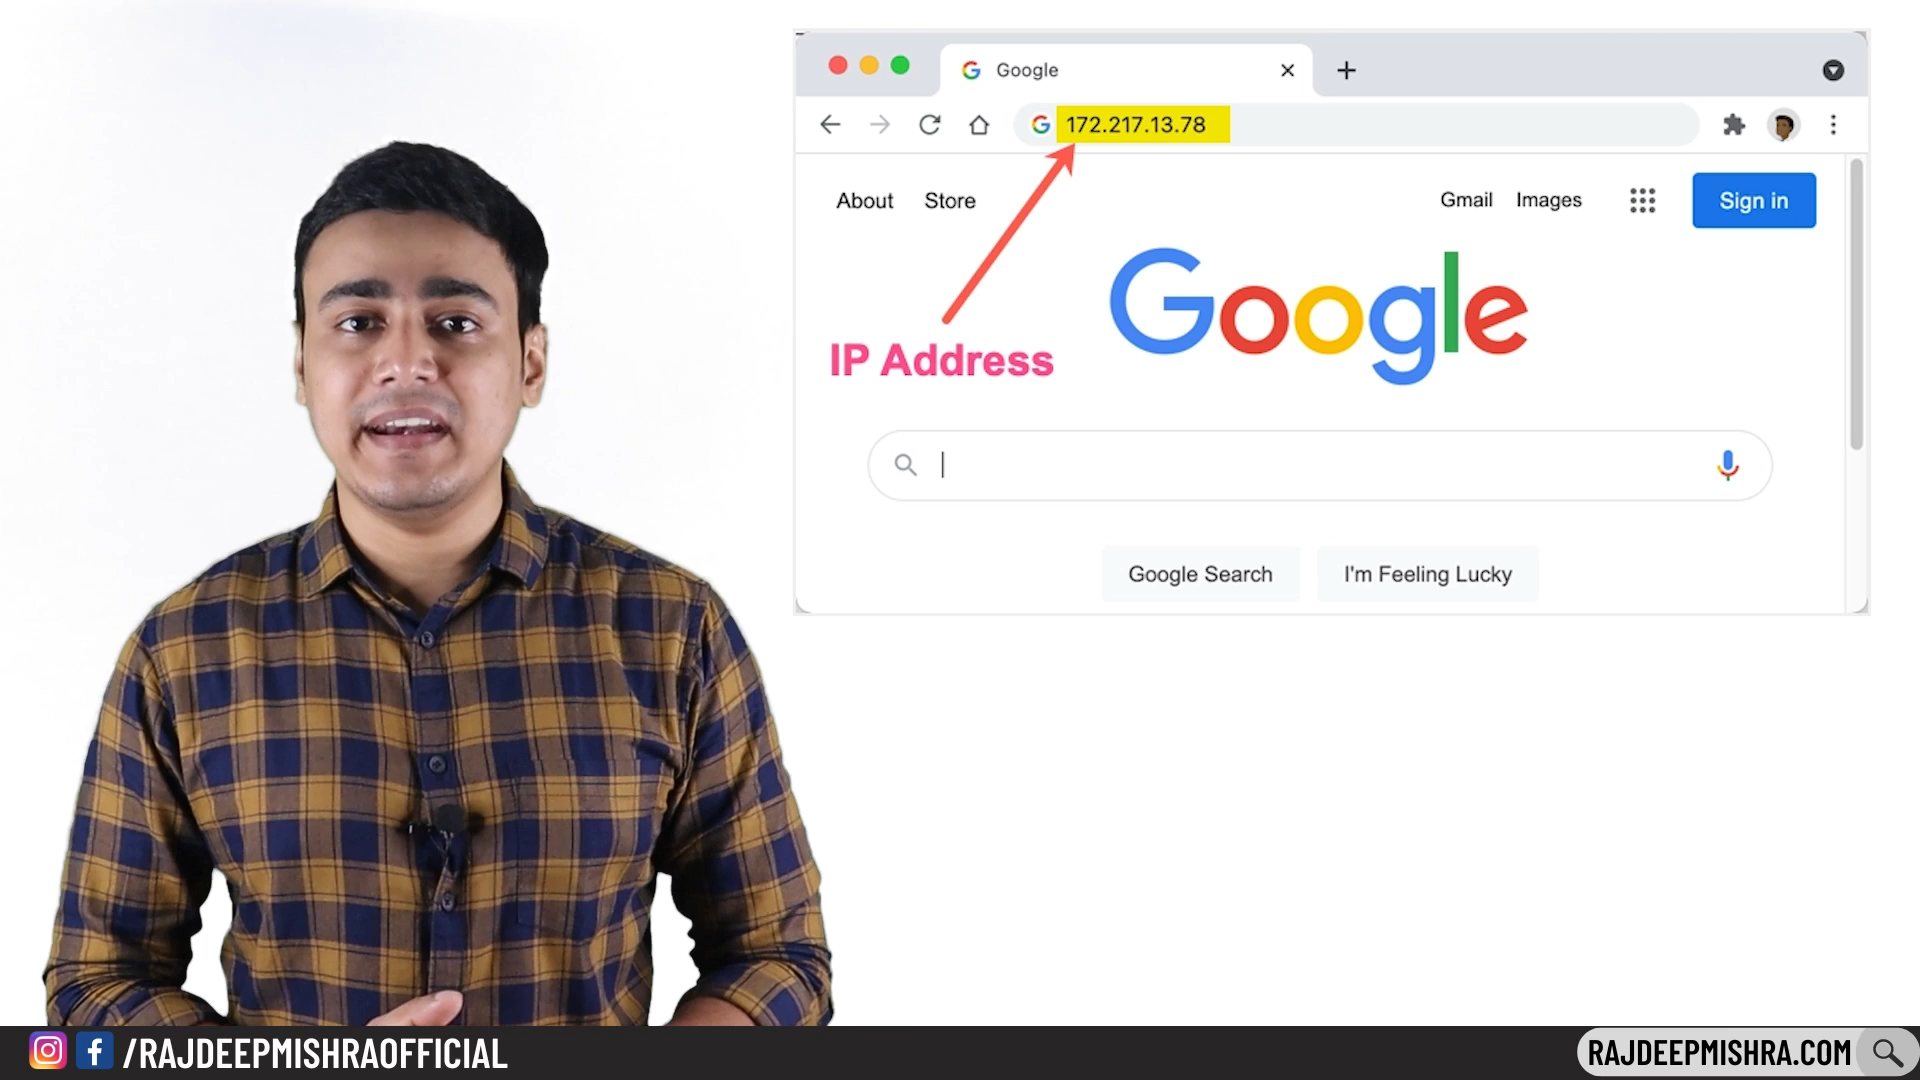 Google
172.217.13.78
About Store Gmail Images Sign in
Google
IP Address
Google Search I'm Feeling Lucky
/RAJDEEPMISHRAOFFICIAL RAJDEEPMISHRA.COM